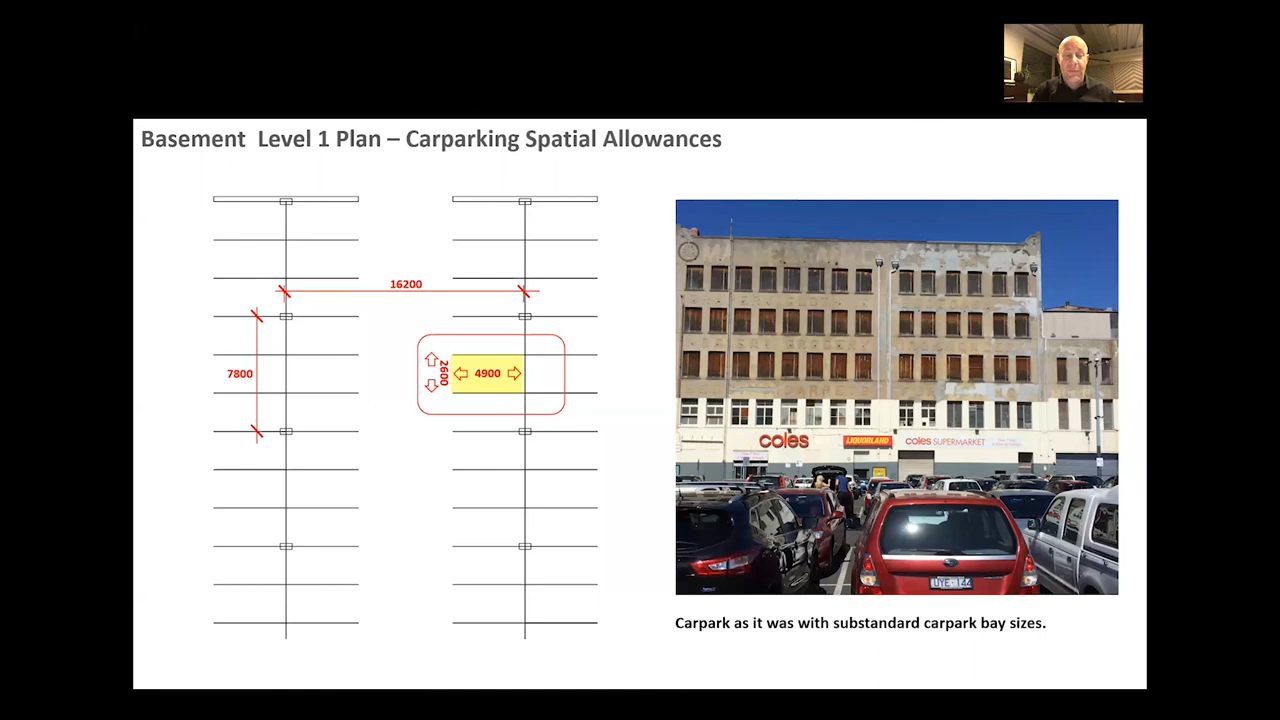 Basement Level 1 Plan – Carparking Spatial Allowances
16200
7800
2600
4900
coles
LIQUORLAND
coles SUPERMARKET
Carpark as it was with substandard carpark bay sizes.